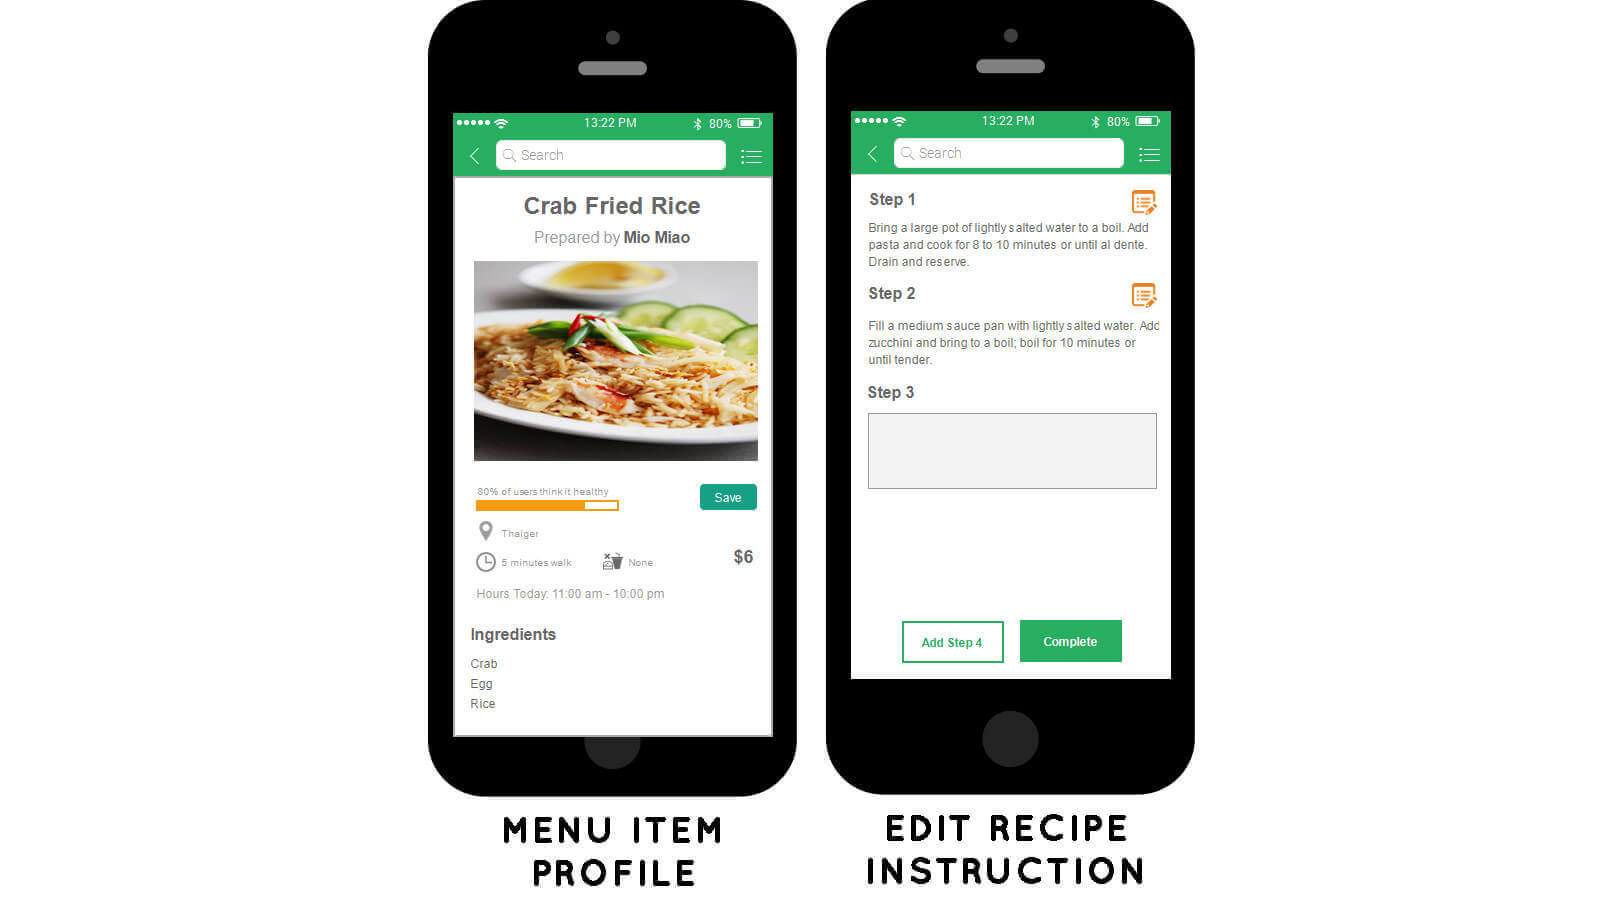 13:22 PM
80%
Search
Crab Fried Rice
Prepared by Mio Miao
80% of users think it healthy
Save
Thaiger
5 minutes walk
None
$6
Hours Today: 11:00 am - 10:00 pm
Ingredients
Crab
Egg
Rice
MENU ITEM
PROFILE
13:22 PM
80%
Search
Step 1
Bring a large pot of lightly salted water to a boil. Add
pasta and cook for 8 to 10 minutes or until al dente.
Drain and reserve.
Step 2
Fill a medium sauce pan with lightly salted water. Add
zucchini and bring to a boil; boil for 10 minutes or
until tender.
Step 3
Add Step 4
Complete
EDIT RECIPE
INSTRUCTION